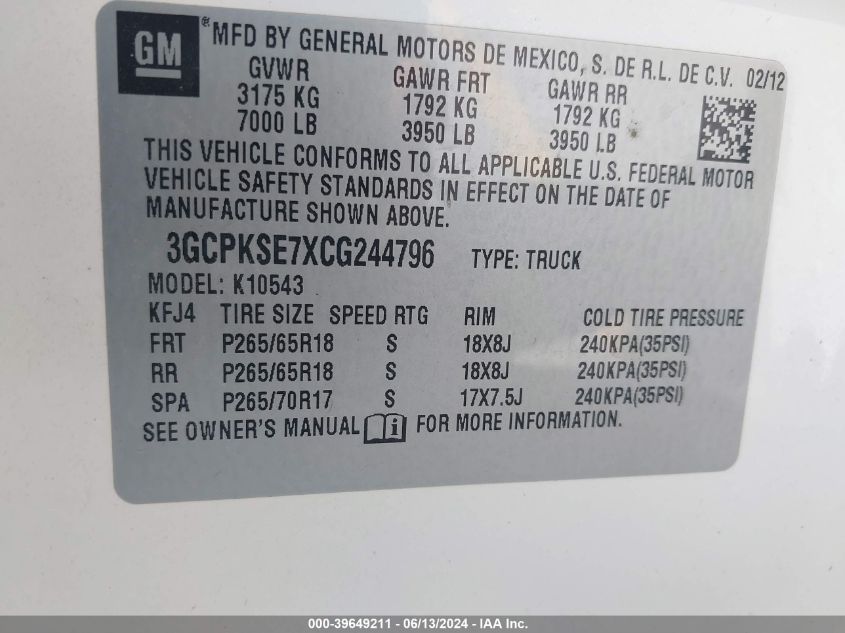 GM ® MFD BY GENERAL MOTORS DE MEXICO, S. DE R.L. DE C.V. 02/12
GVWR GAWR FRT GAWR RR
3175 KG 1792 KG 1792 KG
7000 LB 3950 LB 3950 LB
THIS VEHICLE CONFORMS TO ALL APPLICABLE U.S. FEDERAL MOTOR
VEHICLE SAFETY STANDARDS IN EFFECT ON THE DATE OF
MANUFACTURE SHOWN ABOVE.
3GCPKSE7XCG244796 TYPE: TRUCK
MODEL: K10543
KFJ4 TIRE SIZE SPEED RTG RIM COLD TIRE PRESSURE
FRT P265/65R18 S 18X8J 240KPA(35PSI)
RR P265/65R18 S 18X8J 240KPA(35PSI)
SPA P265/70R17 S 17X7.5J 240KPA(35PSI)
SEE OWNER'S MANUAL i FOR MORE INFORMATION.
000-39649211 - 06/13/2024 - IAA Inc.